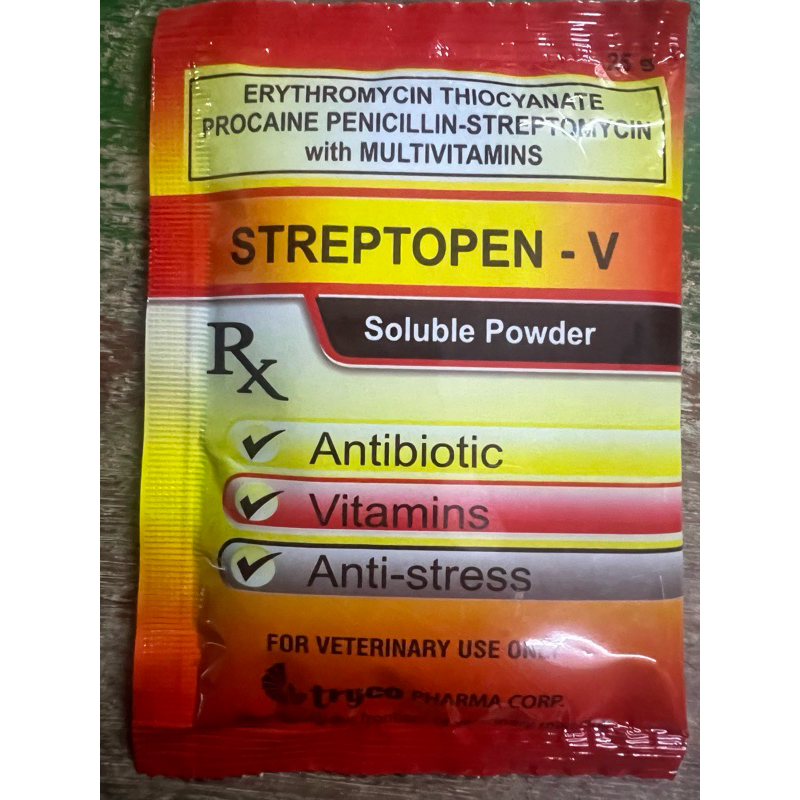 25 g
ERYTHROMYCIN THIOCYANATE
PROCAINE PENICILLIN-STREPTOMYCIN
with MULTIVITAMINS
STREPTOPEN - V
Rx
Soluble Powder
Antibiotic
Vitamins
Anti-stress
FOR VETERINARY USE ONLY
tryco PHARMA CORP.